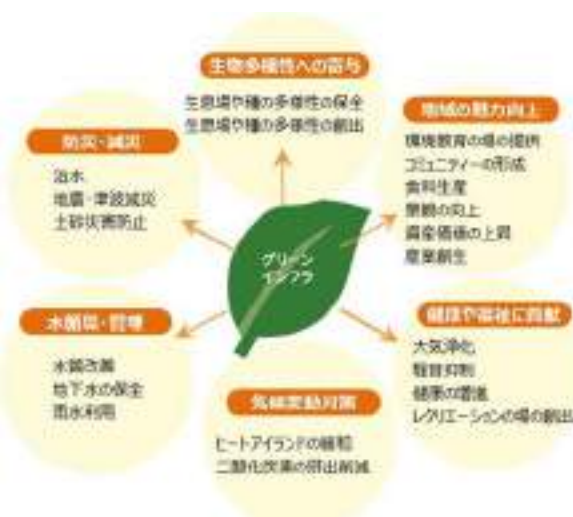 生物多様性への寄与
生息場や種の多様性の保全
生息場や種の多様性の創出
防災・減災
治水
地震・津波減災
土砂災害防止
地域の魅力向上
環境教育の場の提供
コミュニティーの形成
食料生産
景観の向上
資産価値の上昇
産業創生
グリーン
インフラ
水循環・管理
水質改善
地下水の保全
雨水利用
健康や福祉に貢献
大気浄化
騒音抑制
健康の増進
レクリエーションの場の創出
気候変動対策
ヒートアイランドの緩和
二酸化炭素の排出削減